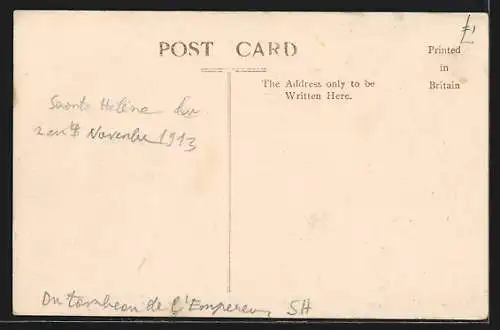 POST CARD
£1
Printed
in
Britain
The Address only to be
Written Here.
Sainte Helène
Novembre 1913
Du tombeau de l'Empereur SH